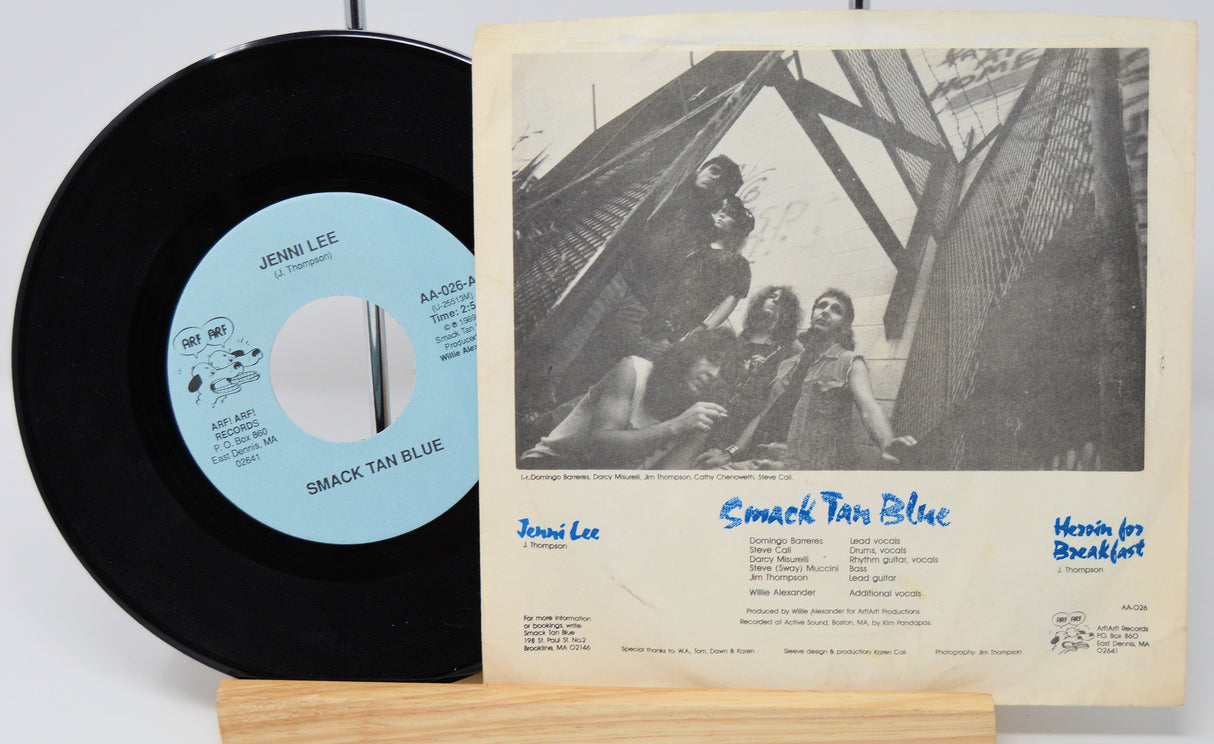 JENNI LEE
(J. Thompson)
AA-026-A
(U-25513M)
Time: 2:5
© ℗ 1989
Smack Tan
Produced
Willie Alex
ARF ARF
ARF! ARF!
RECORDS
P. O. Box 860
East Dennis, MA
02641
SMACK TAN BLUE
L-r.:Domingo Barreres, Darcy Misurelli, Jim Thompson, Cathy Chenoweth, Steve Cali.
Smack Tan Blue
Jenni Lee
J. Thompson
Heroin for
Breakfast
J. Thompson
Domingo Barreres Lead vocals
Steve Cali Drums, vocals
Darcy Misurelli Rhythm guitar, vocals
Steve (Sway) Muccini Bass
Jim Thompson Lead guitar
Willie Alexander Additional vocals
Produced by Willie Alexander for Arf!Arf! Productions
Recorded at Active Sound, Boston, MA, by Kim Pandapas.
For more information
or bookings, write:
Smack Tan Blue
198 St. Paul St. No.2
Brookline, MA 02146
Special thanks to: W.A., Tom, Dawn & Karen
Sleeve design & production: Karen Cali
Photography: Jim Thompson
AA-026
ARF ARF
Arf!Arf! Records
P.O. Box 860
East Dennis, MA
02641